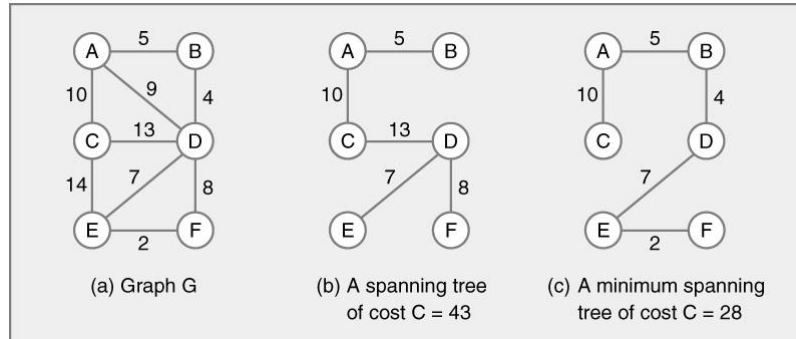 A 5 B
10 9 4
C 13 D
14 7 8
E 2 F
(a) Graph G
A 5 B
10
C 13 D
7 8
E F
(b) A spanning tree
of cost C = 43
A 5 B
10 4
C D
7
E 2 F
(c) A minimum spanning
tree of cost C = 28